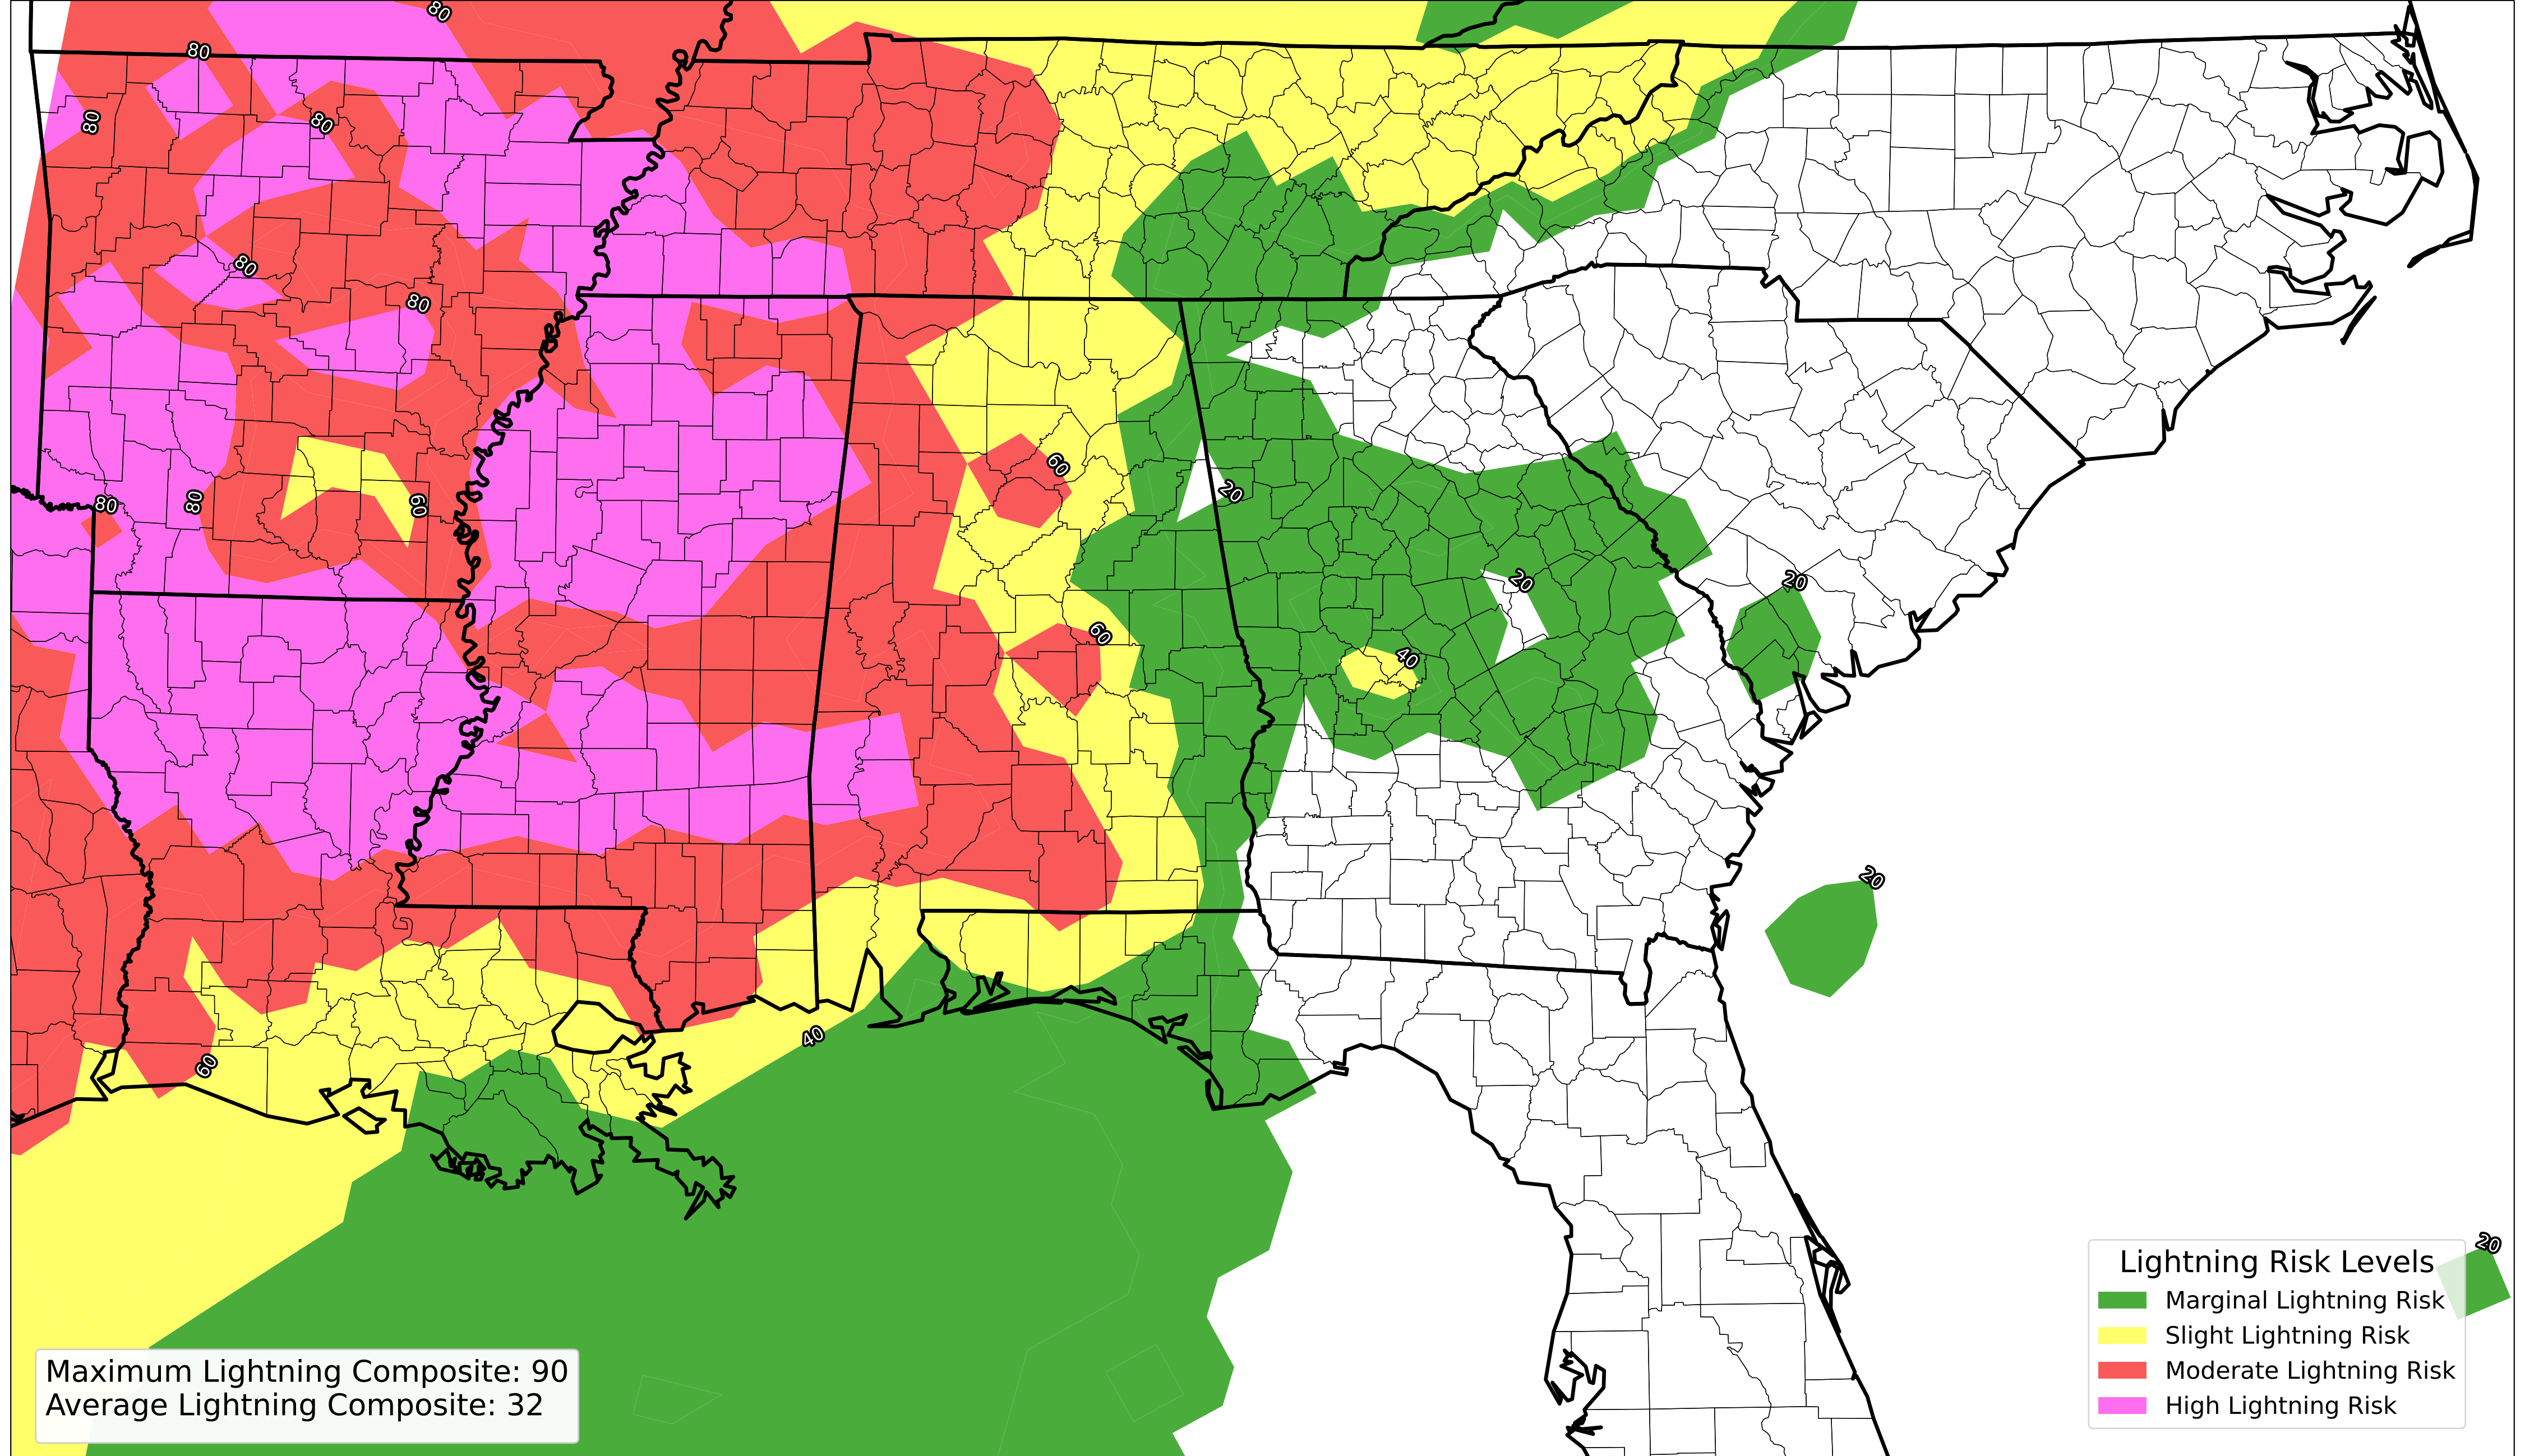 80
80
80
80
80
80
60
20
80
80
60
20
20
60
40
20
40
60
20
Lightning Risk Levels
Marginal Lightning Risk
Slight Lightning Risk
Moderate Lightning Risk
High Lightning Risk
Maximum Lightning Composite: 90
Average Lightning Composite: 32